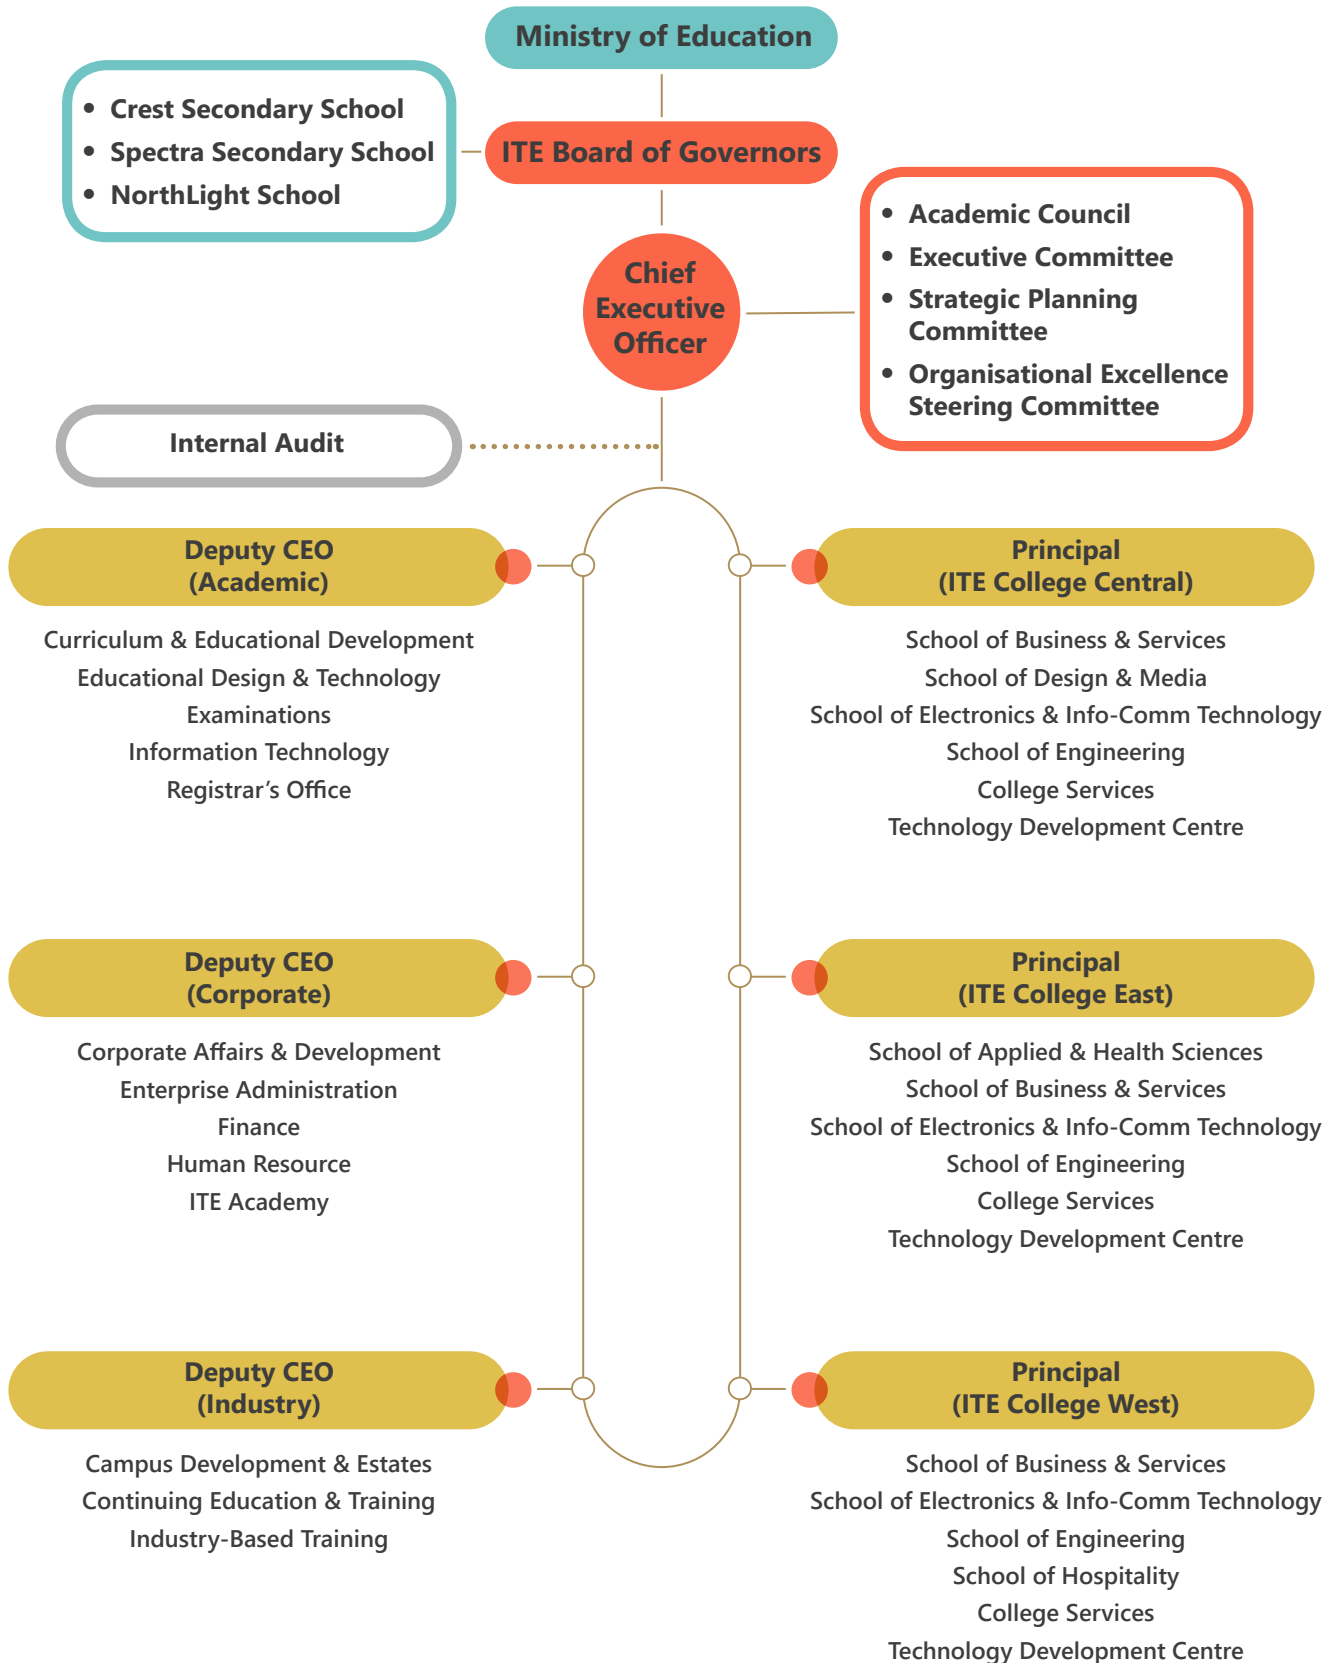 Ministry of Education
• Crest Secondary School
• Spectra Secondary School
• NorthLight School
ITE Board of Governors
Chief
Executive
Officer
• Academic Council
• Executive Committee
• Strategic Planning
Committee
• Organisational Excellence
Steering Committee
Internal Audit
Deputy CEO
(Academic)
Curriculum & Educational Development
Educational Design & Technology
Examinations
Information Technology
Registrar’s Office
Principal
(ITE College Central)
School of Business & Services
School of Design & Media
School of Electronics & Info-Comm Technology
School of Engineering
College Services
Technology Development Centre
Deputy CEO
(Corporate)
Corporate Affairs & Development
Enterprise Administration
Finance
Human Resource
ITE Academy
Principal
(ITE College East)
School of Applied & Health Sciences
School of Business & Services
School of Electronics & Info-Comm Technology
School of Engineering
College Services
Technology Development Centre
Deputy CEO
(Industry)
Campus Development & Estates
Continuing Education & Training
Industry-Based Training
Principal
(ITE College West)
School of Business & Services
School of Electronics & Info-Comm Technology
School of Engineering
School of Hospitality
College Services
Technology Development Centre